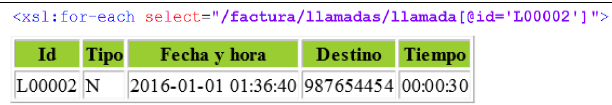 <xsl:for-each select="/factura/llamadas/llamada[@id='L00002']">
Id Tipo Fecha y hora Destino Tiempo
L00002 N 2016-01-01 01:36:40 987654454 00:00:30